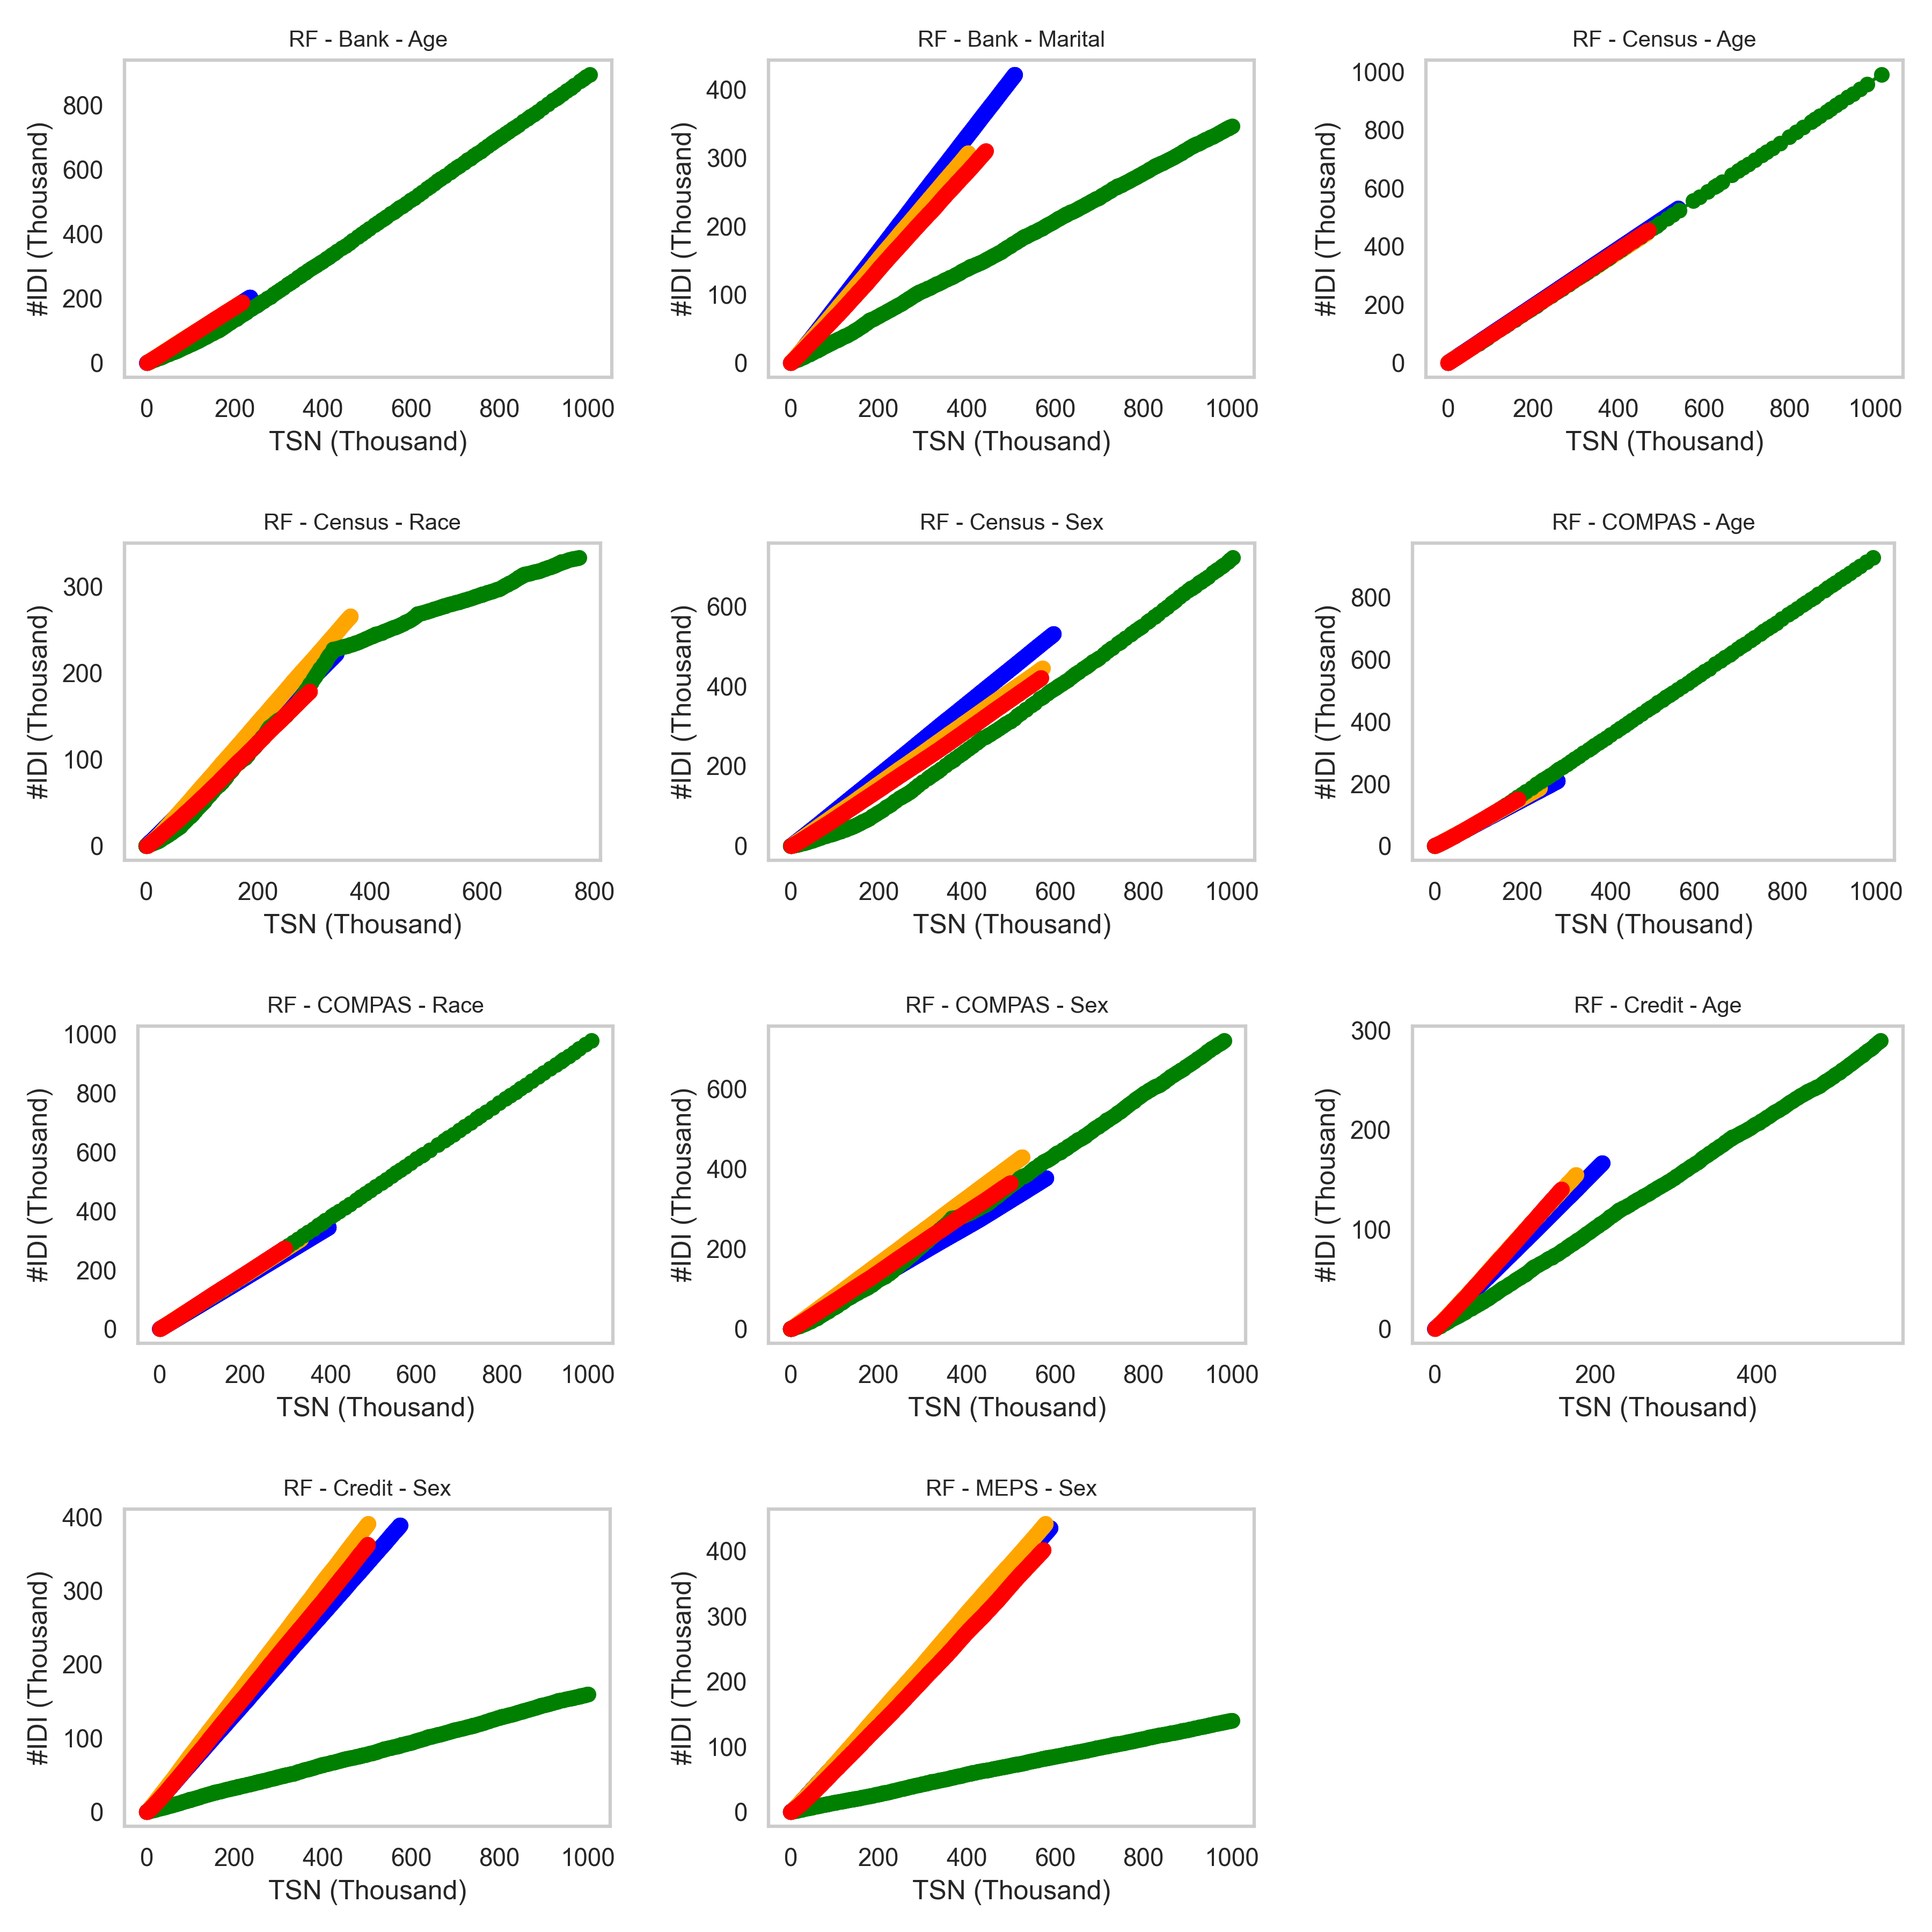 RF - Bank - Age
#IDI (Thousand)
800
600
400
200
0
0 200 400 600 800 1000
TSN (Thousand)
RF - Bank - Marital
#IDI (Thousand)
400
300
200
100
0
0 200 400 600 800 1000
TSN (Thousand)
RF - Census - Age
#IDI (Thousand)
1000
800
600
400
200
0
0 200 400 600 800 1000
TSN (Thousand)
RF - Census - Race
#IDI (Thousand)
300
200
100
0
0 200 400 600 800
TSN (Thousand)
RF - Census - Sex
#IDI (Thousand)
600
400
200
0
0 200 400 600 800 1000
TSN (Thousand)
RF - COMPAS - Age
#IDI (Thousand)
800
600
400
200
0
0 200 400 600 800 1000
TSN (Thousand)
RF - COMPAS - Race
#IDI (Thousand)
1000
800
600
400
200
0
0 200 400 600 800 1000
TSN (Thousand)
RF - COMPAS - Sex
#IDI (Thousand)
600
400
200
0
0 200 400 600 800 1000
TSN (Thousand)
RF - Credit - Age
#IDI (Thousand)
300
200
100
0
0 200 400
TSN (Thousand)
RF - Credit - Sex
#IDI (Thousand)
400
300
200
100
0
0 200 400 600 800 1000
TSN (Thousand)
RF - MEPS - Sex
#IDI (Thousand)
400
300
200
100
0
0 200 400 600 800 1000
TSN (Thousand)